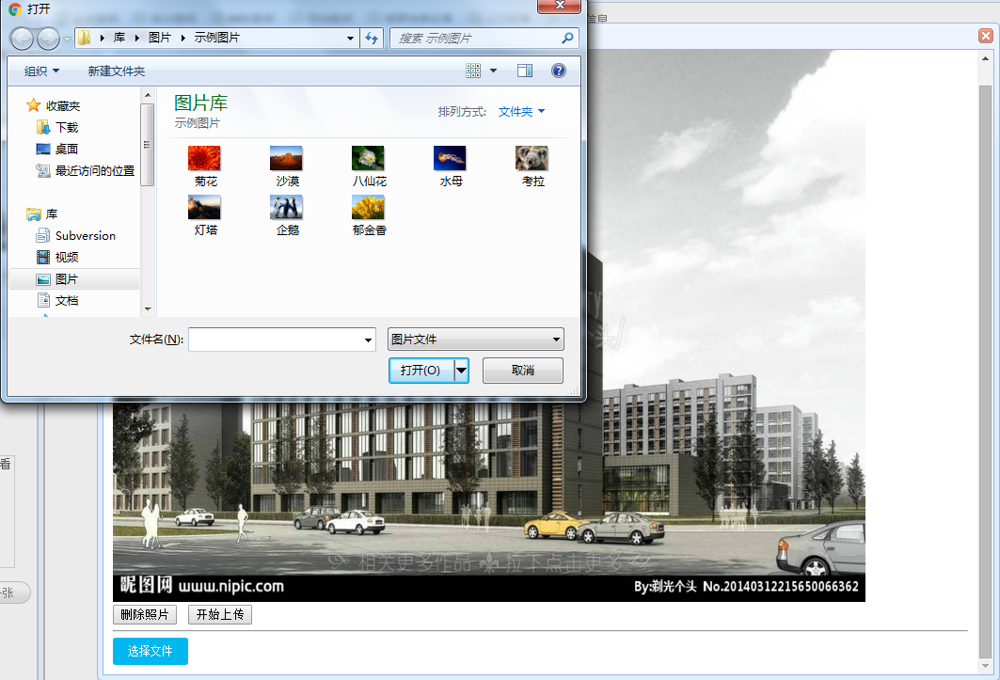 打开
信息
库 图片 示例图片
搜索 示例图片
组织 新建文件夹
收藏夹
下载
桌面
最近访问的位置
库
Subversion
视频
图片
文档
图片库
示例图片
排列方式: 文件夹
菊花 沙漠 八仙花 水母 考拉
灯塔 企鹅 郁金香
文件名(N):
图片文件
打开(O) 取消
看
张
相关更多作品 拉下点击更多
昵图网 www.nipic.com
By:剃光个头 No.20140312215650066362
删除照片 开始上传
选择文件